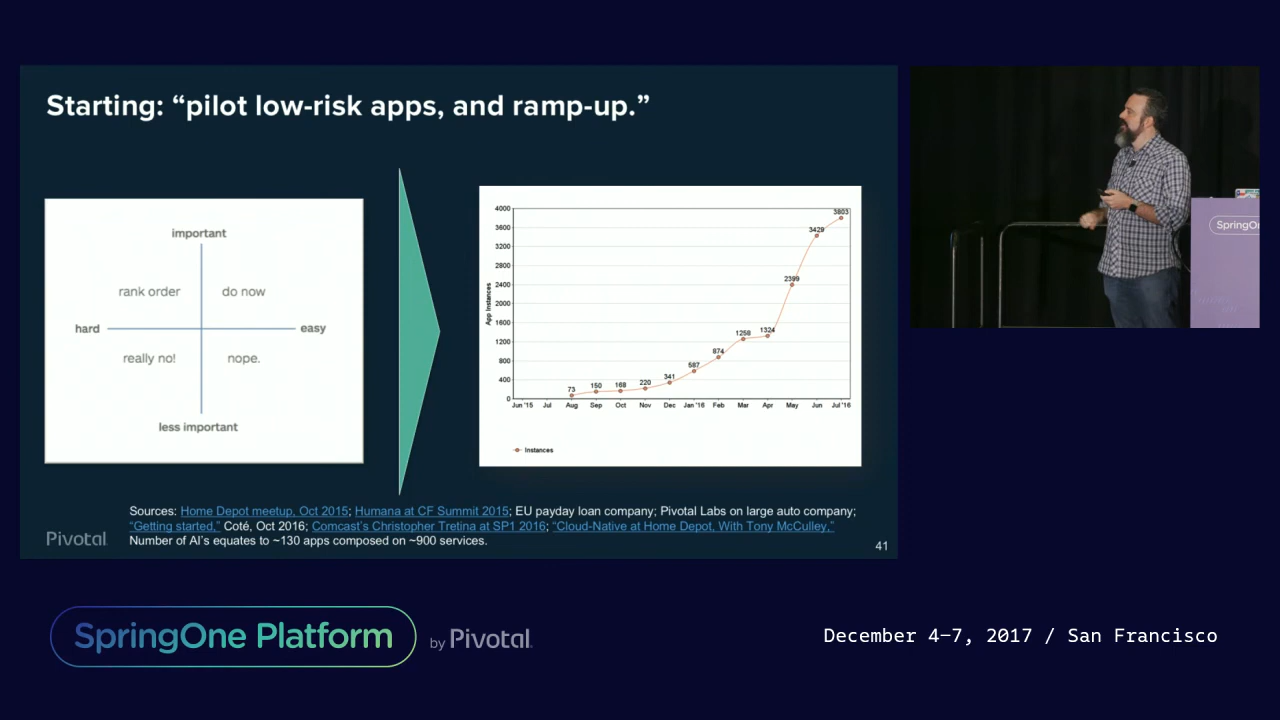 Starting: “pilot low-risk apps, and ramp-up.”
important
rank order
do now
hard
easy
really no!
nope.
less important
4000
3600
3200
2800
2400
2000
1600
1200
800
400
0
App Instances
73
150
168
220
341
587
874
1258
1324
2399
3429
3803
Jun '15
Jul
Aug
Sep
Oct
Nov
Dec
Jan '16
Feb
Mar
Apr
May
Jun
Jul '16
Instances
Sources: Home Depot meetup, Oct 2015; Humana at CF Summit 2015; EU payday loan company; Pivotal Labs on large auto company;
“Getting started,” Coté, Oct 2016; Comcast’s Christopher Tretina at SP1 2016; “Cloud-Native at Home Depot, With Tony McCulley,”
Number of AI’s equates to ~130 apps composed on ~900 services.
Pivotal
41
SpringOn
SpringOne Platform
by Pivotal.
December 4–7, 2017 / San Francisco